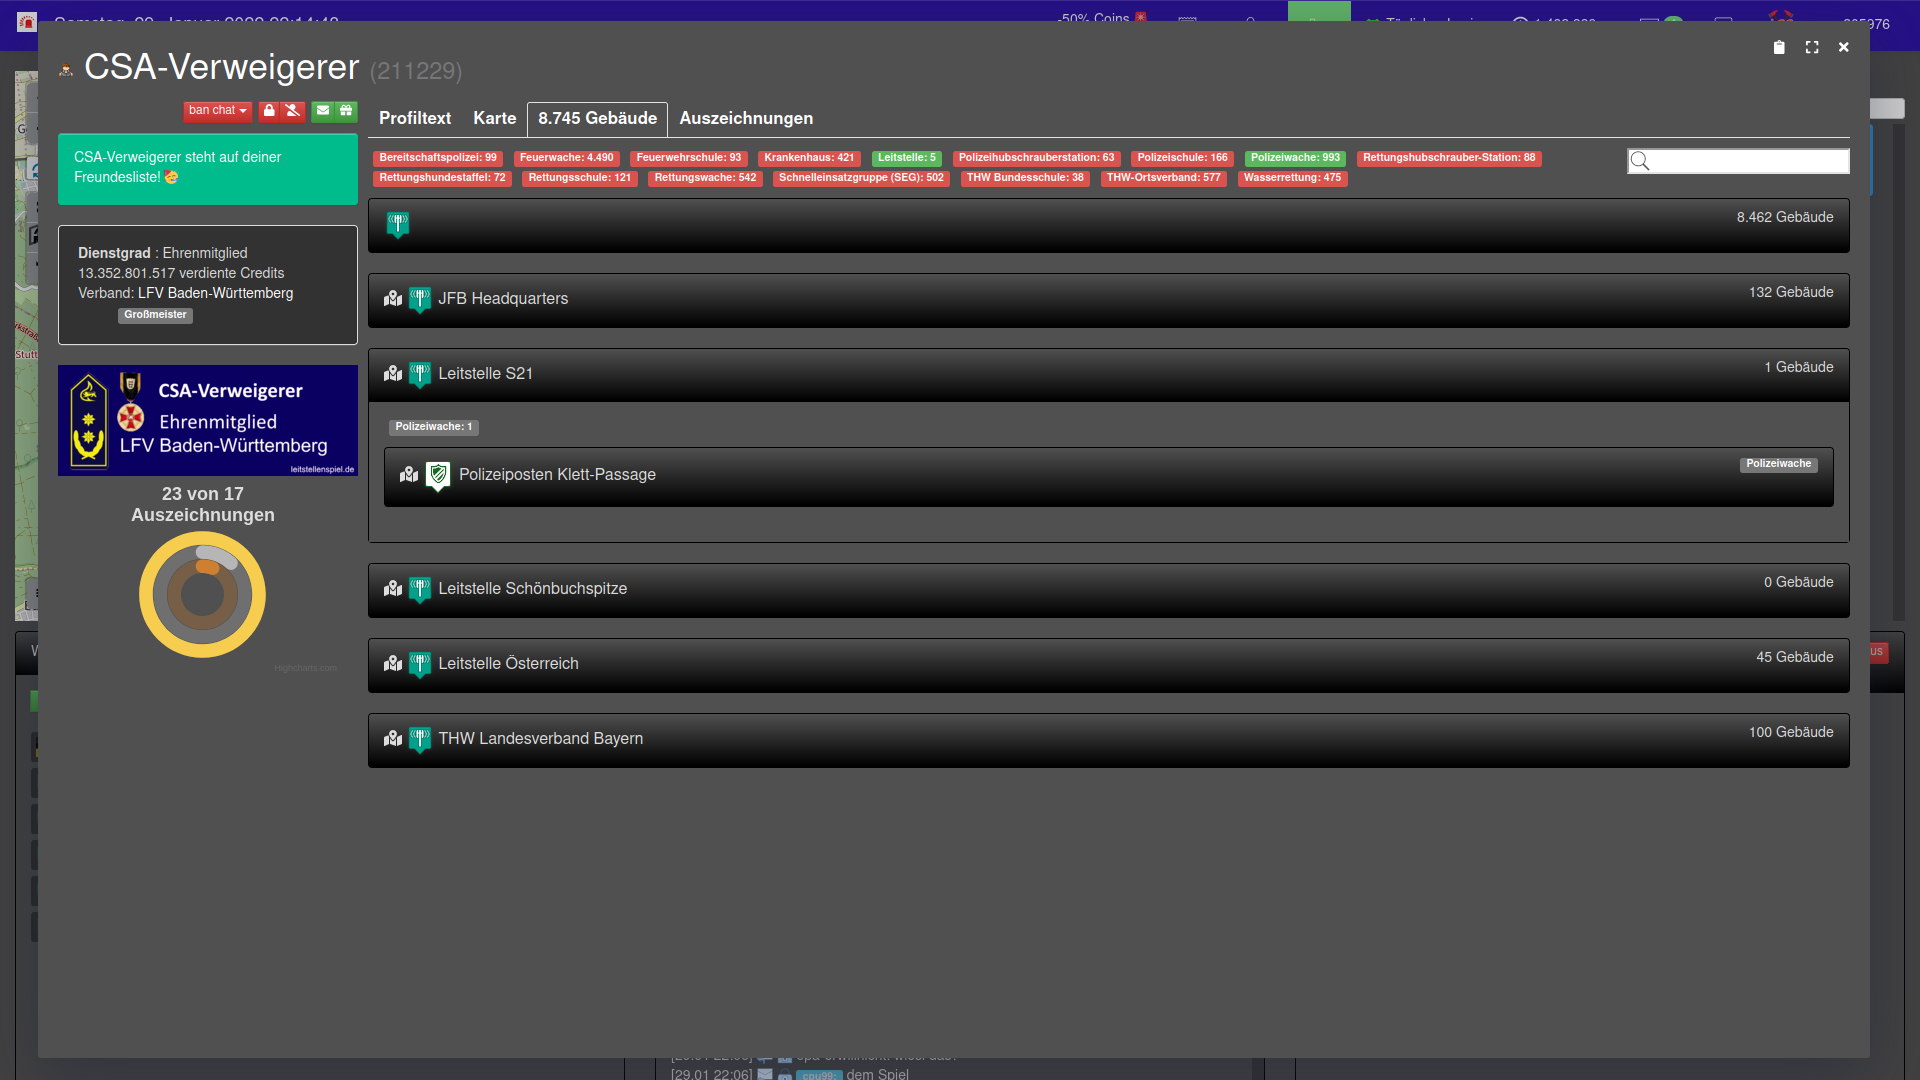 -50% Coins
CSA-Verweigerer (211229)
ban chat
Profiltext
Karte
8.745 Gebäude
Auszeichnungen
CSA-Verweigerer steht auf deiner
Freundesliste!
Bereitschaftspolizei: 99
Feuerwache: 4.490
Feuerwehrschule: 93
Krankenhaus: 421
Leitstelle: 5
Polizeihubschrauberstation: 63
Polizeischule: 166
Polizeiwache: 993
Rettungshubschrauber-Station: 88
Rettungshundestaffel: 72
Rettungsschule: 121
Rettungswache: 542
Schnelleinsatzgruppe (SEG): 502
THW Bundesschule: 38
THW-Ortsverband: 577
Wasserrettung: 475
Dienstgrad : Ehrenmitglied
13.352.801.517 verdiente Credits
Verband: LFV Baden-Württemberg
Großmeister
CSA-Verweigerer
Ehrenmitglied
LFV Baden-Württemberg
leitstellenspiel.de
23 von 17
Auszeichnungen
Highcharts.com
8.462 Gebäude
JFB Headquarters
132 Gebäude
Leitstelle S21
1 Gebäude
Polizeiwache: 1
Polizeiposten Klett-Passage
Polizeiwache
Leitstelle Schönbuchspitze
0 Gebäude
Leitstelle Österreich
45 Gebäude
THW Landesverband Bayern
100 Gebäude
us
[29.01 22:06] cpu99: dem Spiel